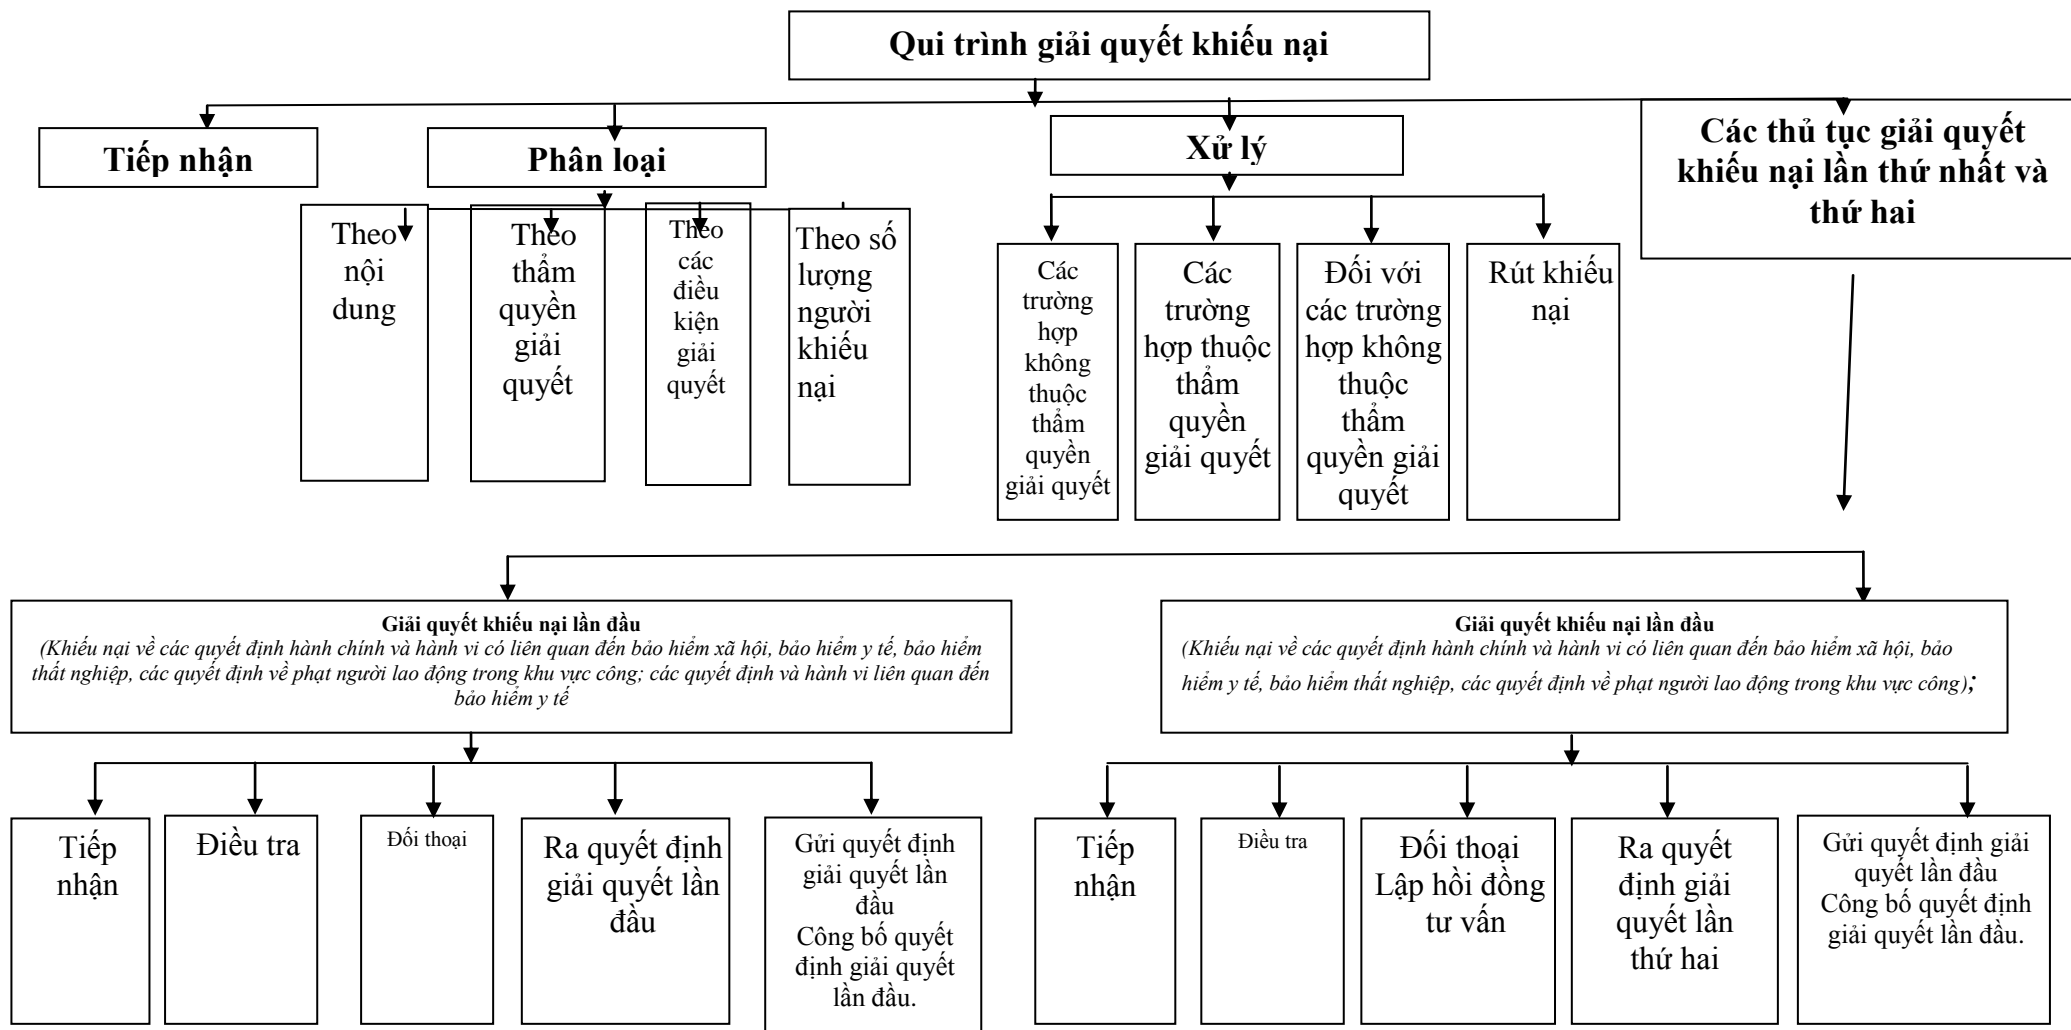 Qui trình giải quyết khiếu nại
Tiếp nhận
Phân loại
Xử lý
Các thủ tục giải quyết
khiếu nại lần thứ nhất và
thứ hai
Theo
nội
dung
Theo
thẩm
quyền
giải
quyết
Theo
các
điều
kiện
giải
quyết
Theo số
lượng
người
khiếu
nại
Các
trường
hợp
không
thuộc
thẩm
quyền
giải quyết
Các
trường
hợp thuộc
thẩm
quyền
giải quyết
Đối với
các trường
hợp không
thuộc
thẩm
quyền giải
quyết
Rút khiếu
nại
Giải quyết khiếu nại lần đầu
(Khiếu nại về các quyết định hành chính và hành vi có liên quan đến bảo hiểm xã hội, bảo hiểm y tế, bảo hiểm
thất nghiệp, các quyết định về phạt người lao động trong khu vực công; các quyết định và hành vi liên quan đến
bảo hiểm y tế
Giải quyết khiếu nại lần đầu
(Khiếu nại về các quyết định hành chính và hành vi có liên quan đến bảo hiểm xã hội, bảo
hiểm y tế, bảo hiểm thất nghiệp, các quyết định về phạt người lao động trong khu vực công);
Tiếp
nhận
Điều tra
Đối thoại
Ra quyết định
giải quyết lần
đầu
Gửi quyết định
giải quyết lần
đầu
Công bố quyết
định giải quyết
lần đầu.
Tiếp
nhận
Điều tra
Đối thoại
Lập hồi đồng
tư vấn
Ra quyết
định giải
quyết lần
thứ hai
Gửi quyết định giải
quyết lần đầu
Công bố quyết định
giải quyết lần đầu.